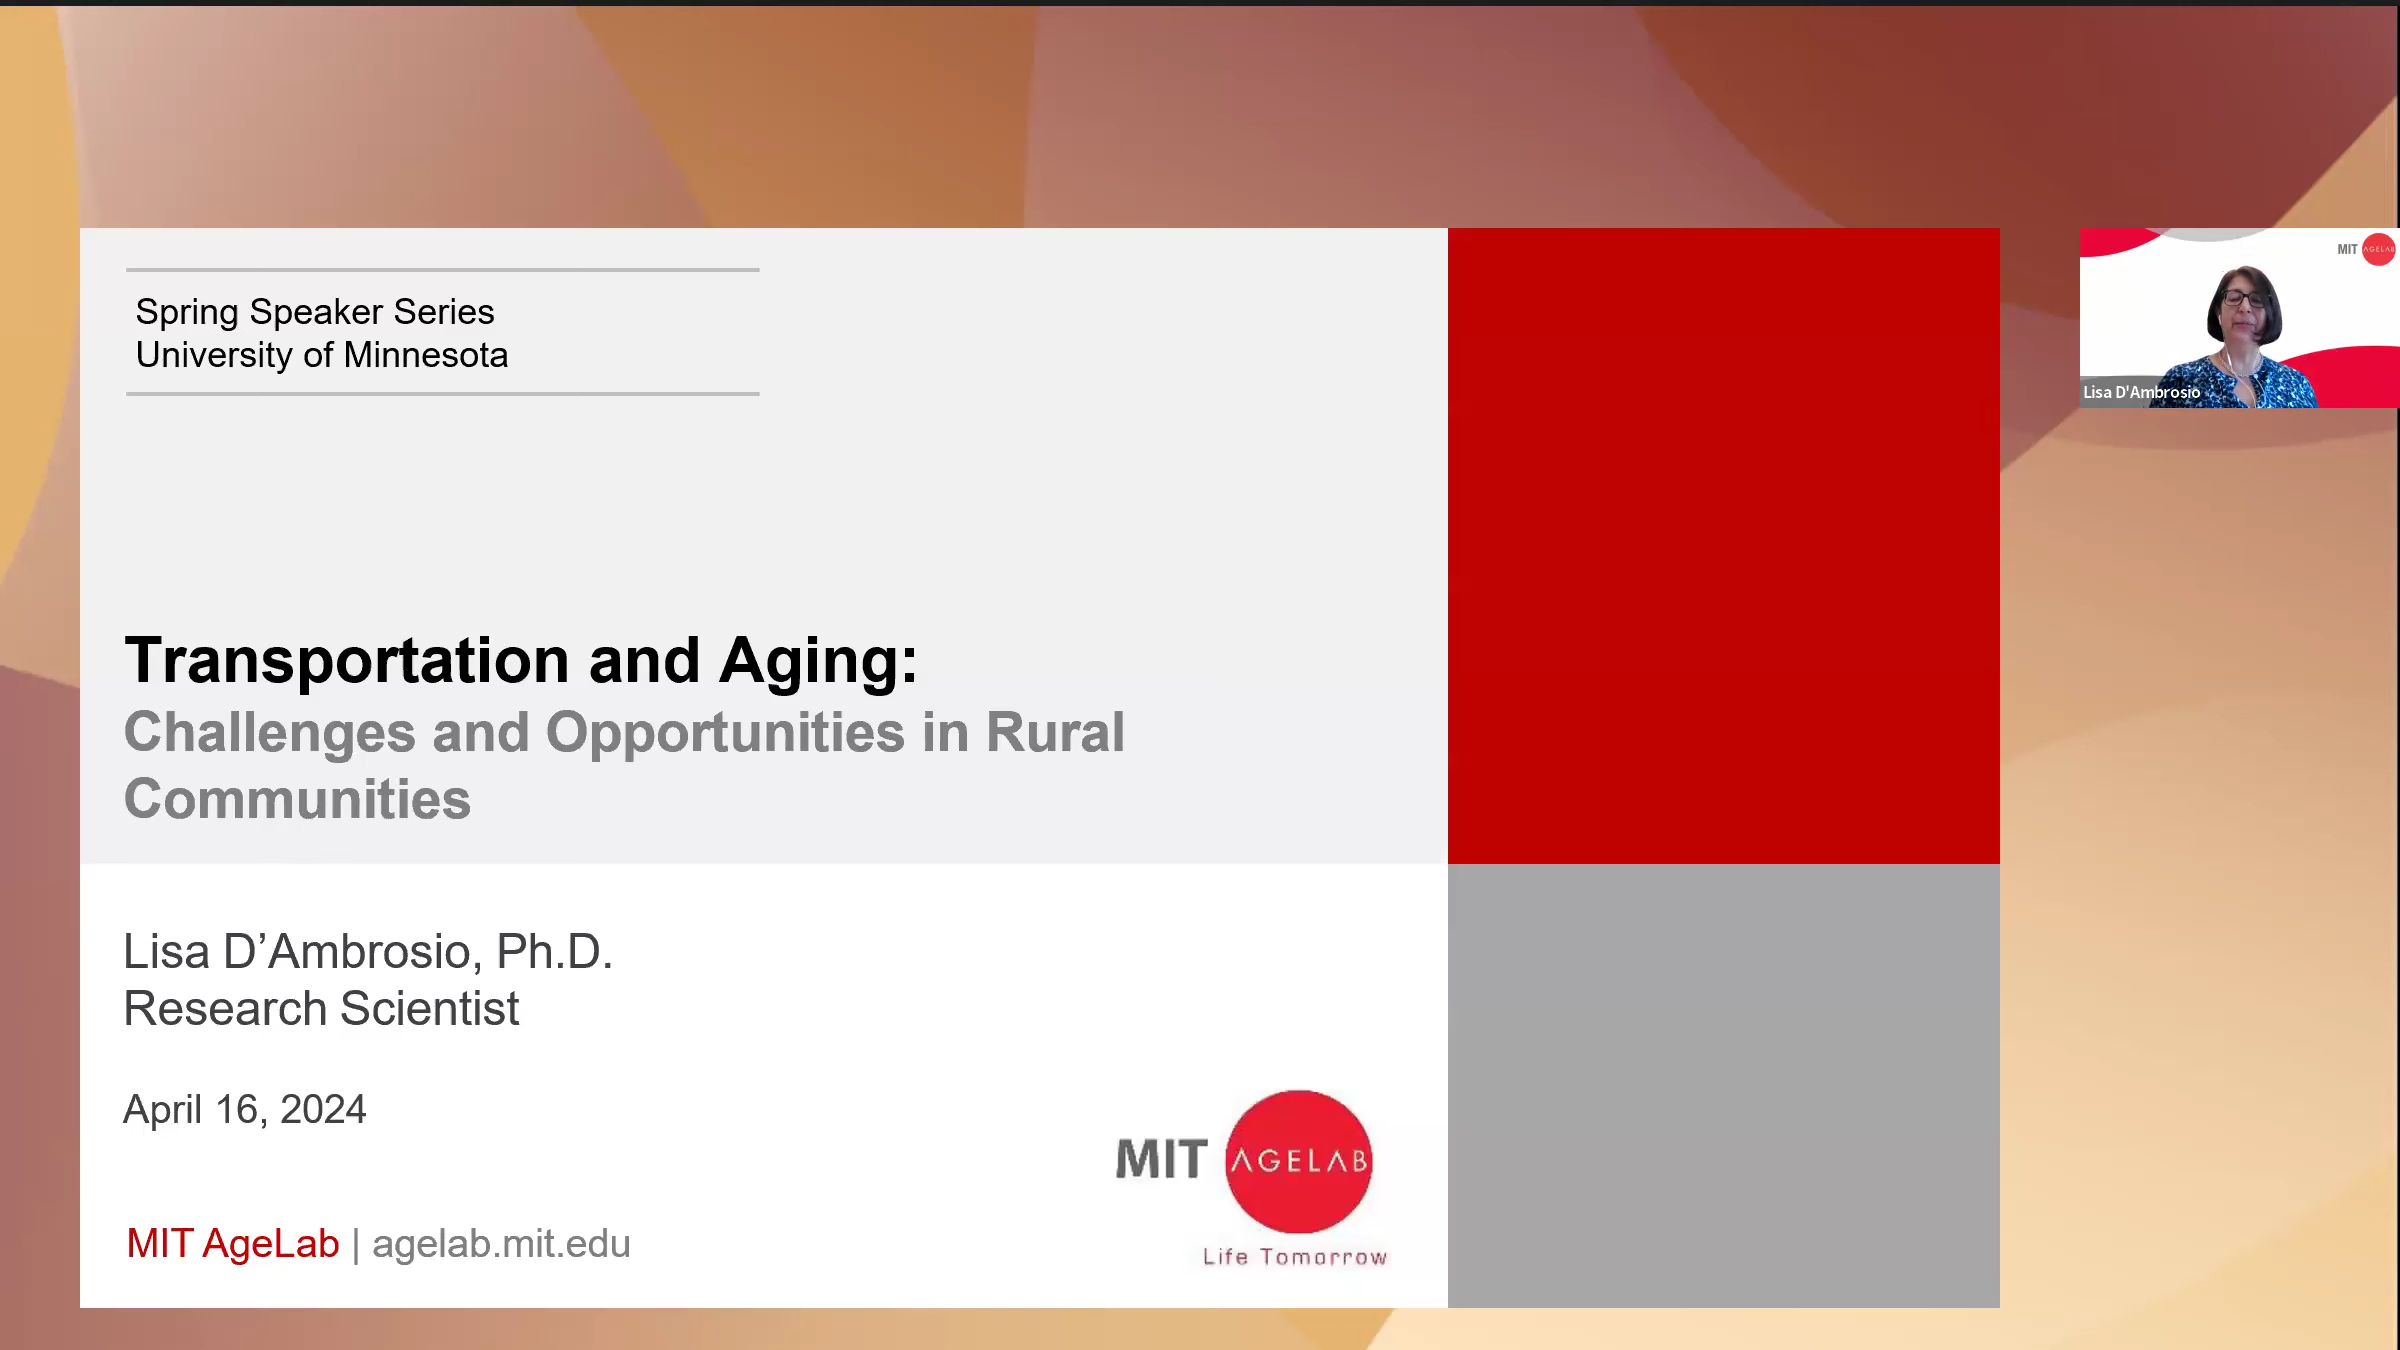 Spring Speaker Series
University of Minnesota
Transportation and Aging:
Challenges and Opportunities in Rural
Communities
Lisa D’Ambrosio, Ph.D.
Research Scientist
April 16, 2024
MIT AgeLab | agelab.mit.edu
MIT AGELAB
Life Tomorrow
MIT AGELAB
Lisa D'Ambrosio